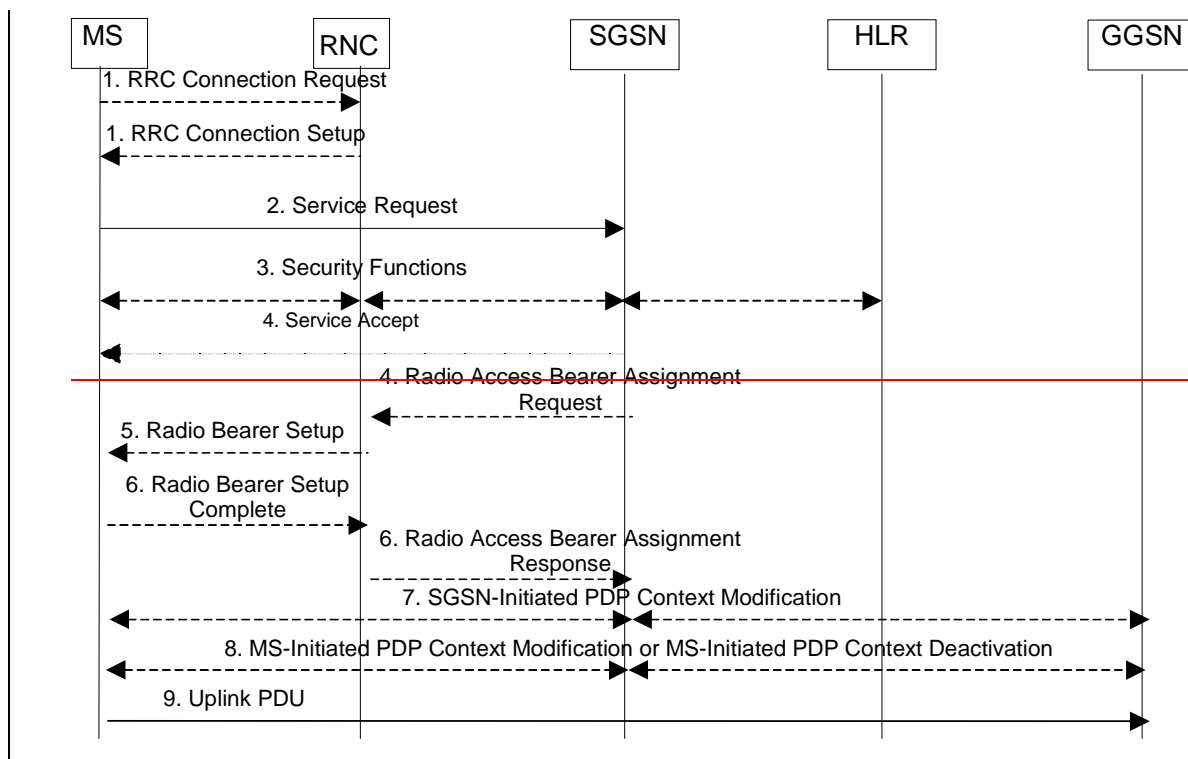 MS
RNC
SGSN
HLR
GGSN
1. RRC Connection Request
1. RRC Connection Setup
2. Service Request
3. Security Functions
4. Service Accept
4. Radio Access Bearer Assignment
Request
5. Radio Bearer Setup
6. Radio Bearer Setup
Complete
6. Radio Access Bearer Assignment
Response
7. SGSN-Initiated PDP Context Modification
8. MS-Initiated PDP Context Modification or MS-Initiated PDP Context Deactivation
9. Uplink PDU